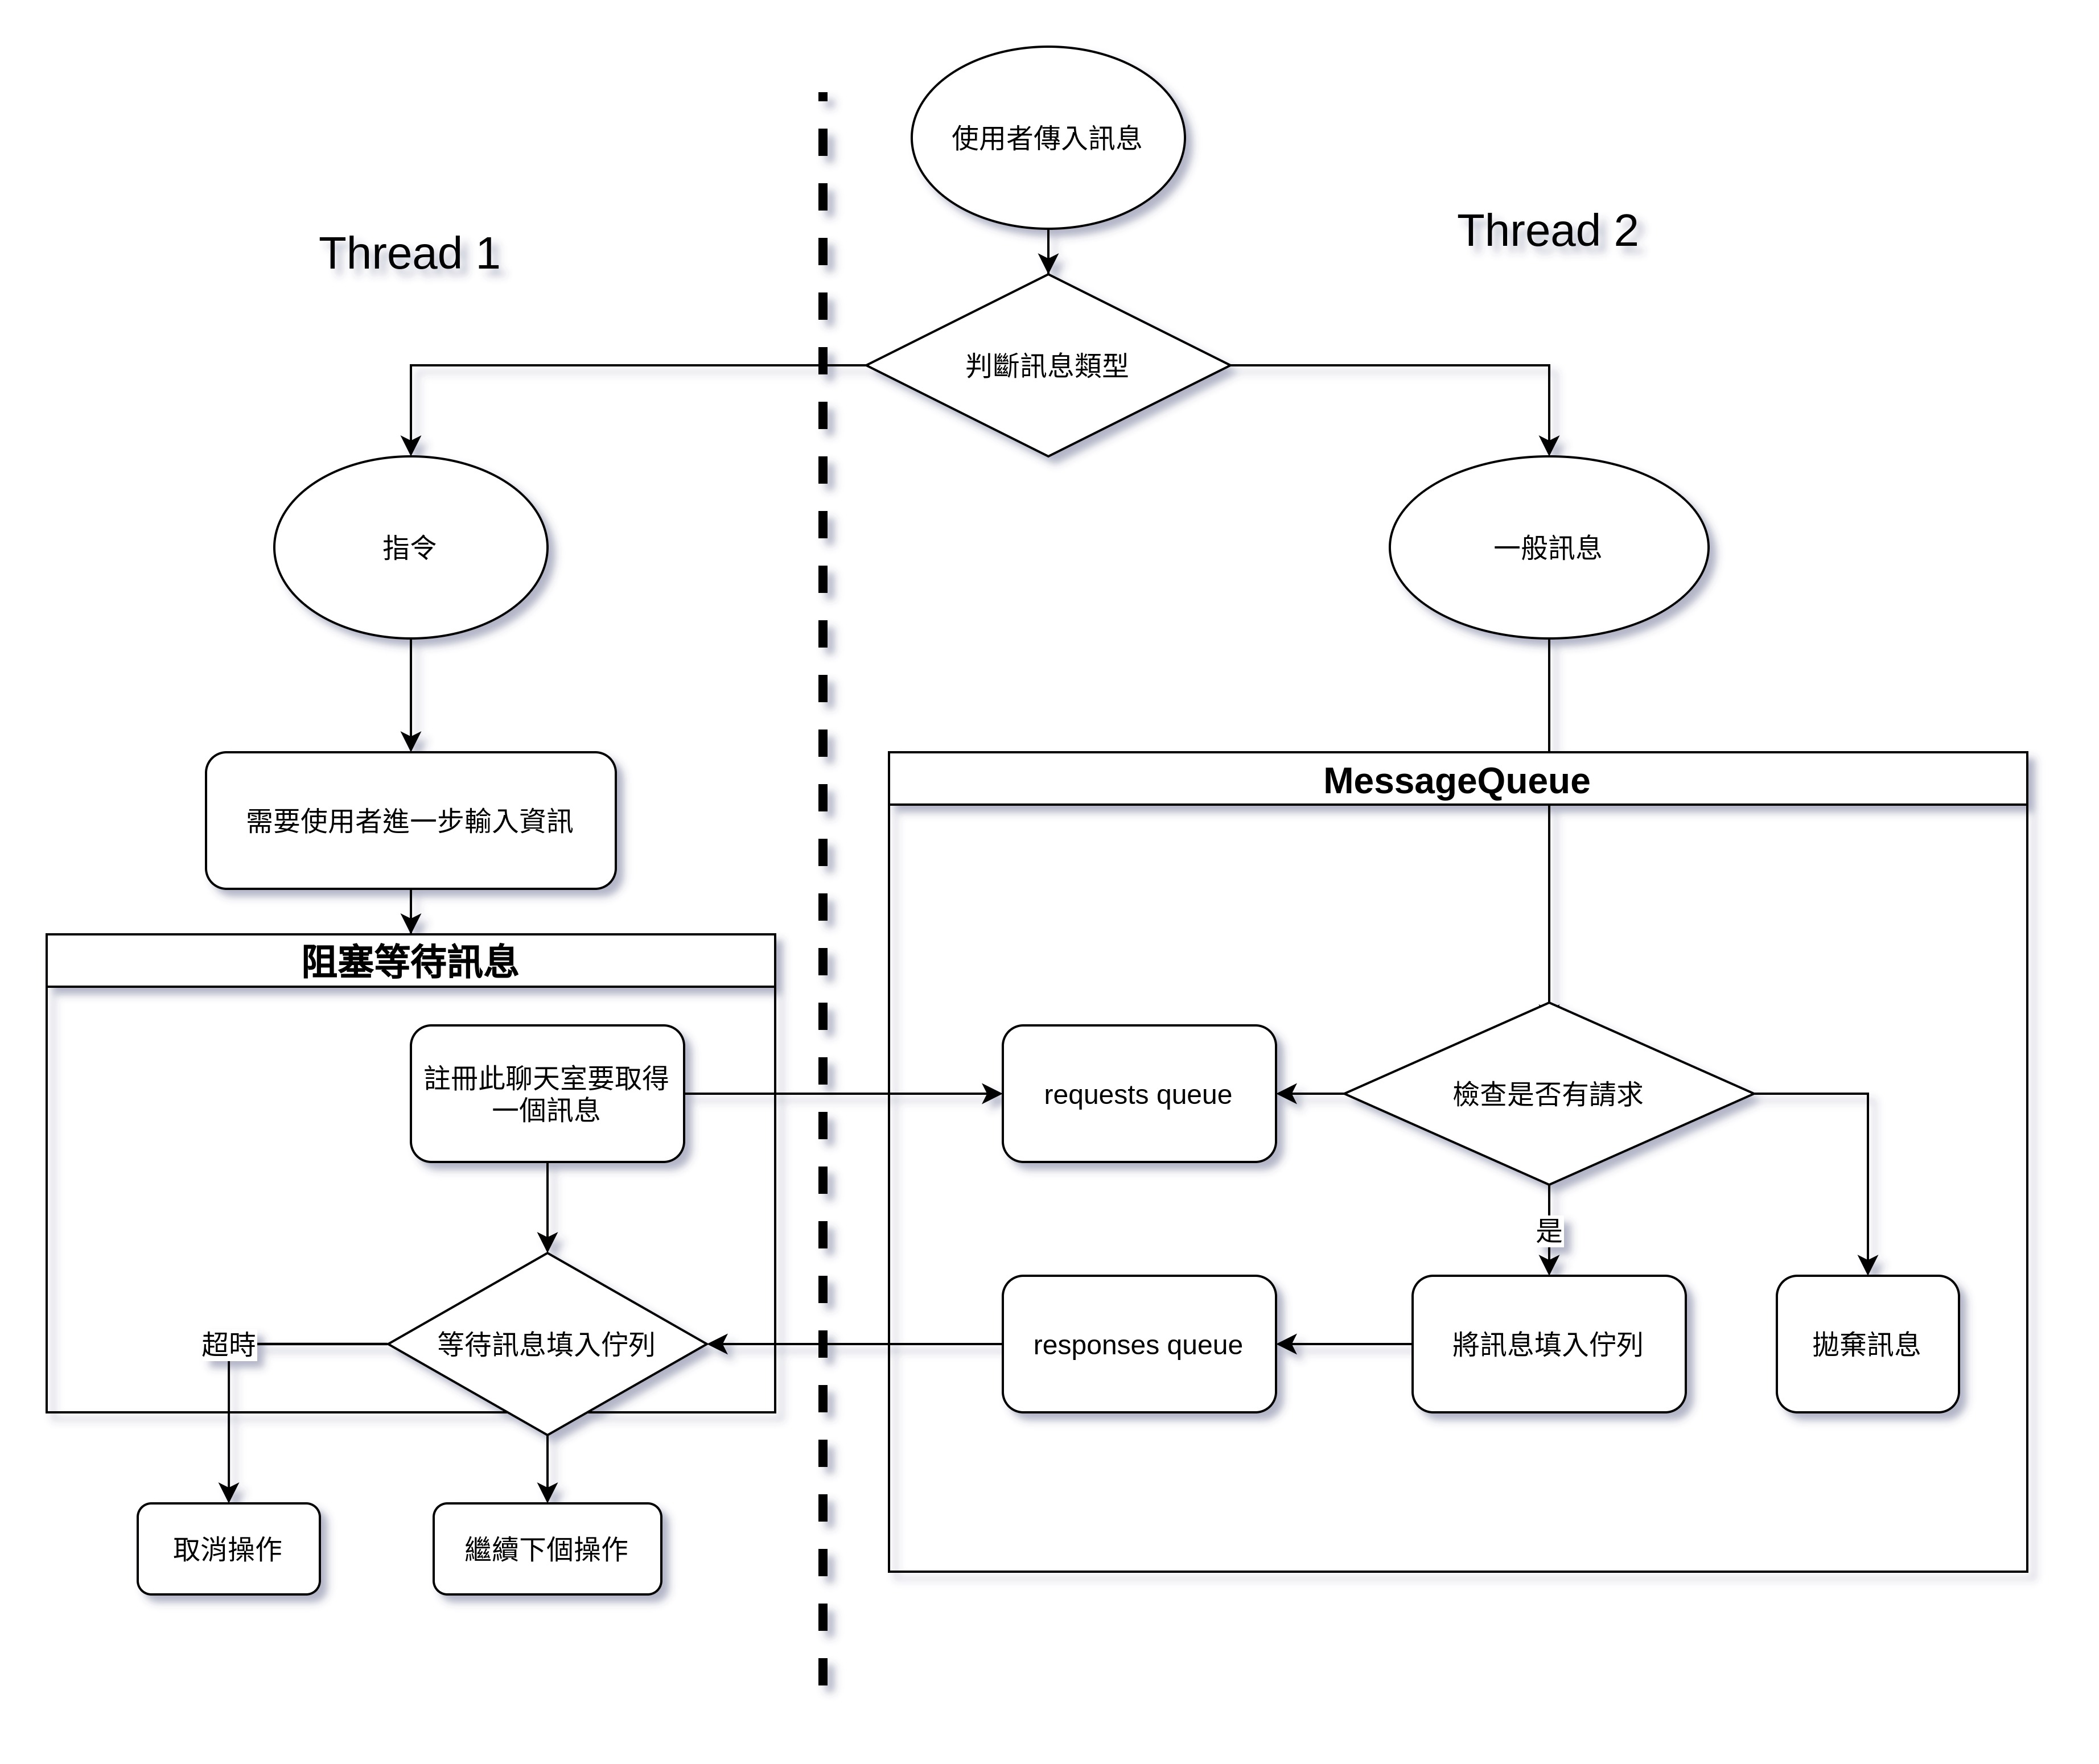 使用者傳入訊息
Thread 1
Thread 2
判斷訊息類型
指令
一般訊息
需要使用者進一步輸入資訊
MessageQueue
阻塞等待訊息
註冊此聊天室要取得
一個訊息
requests queue
檢查是否有請求
是
超時
等待訊息填入佇列
responses queue
將訊息填入佇列
拋棄訊息
取消操作
繼續下個操作